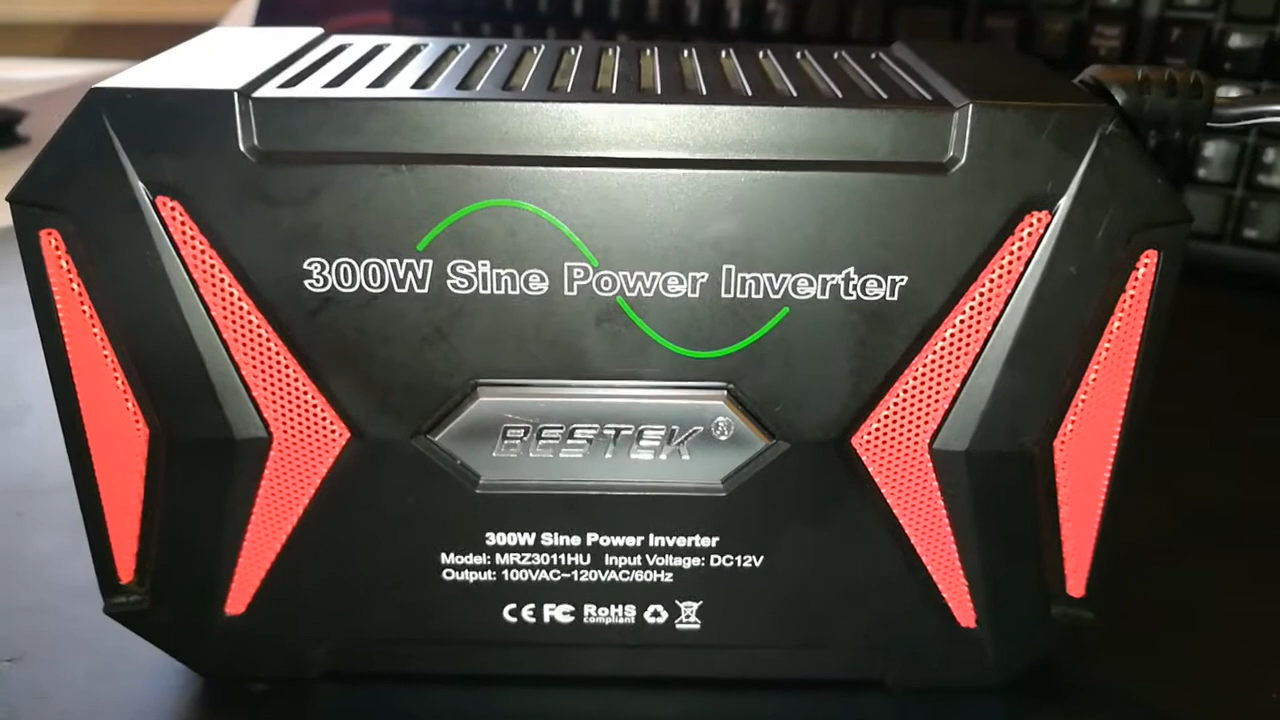 300W Sine Power Inverter
BESTEK®
300W Sine Power Inverter
Model: MRZ3011HU Input Voltage: DC12V
Output: 100VAC~120VAC/60Hz
CE FC RoHS
compliant